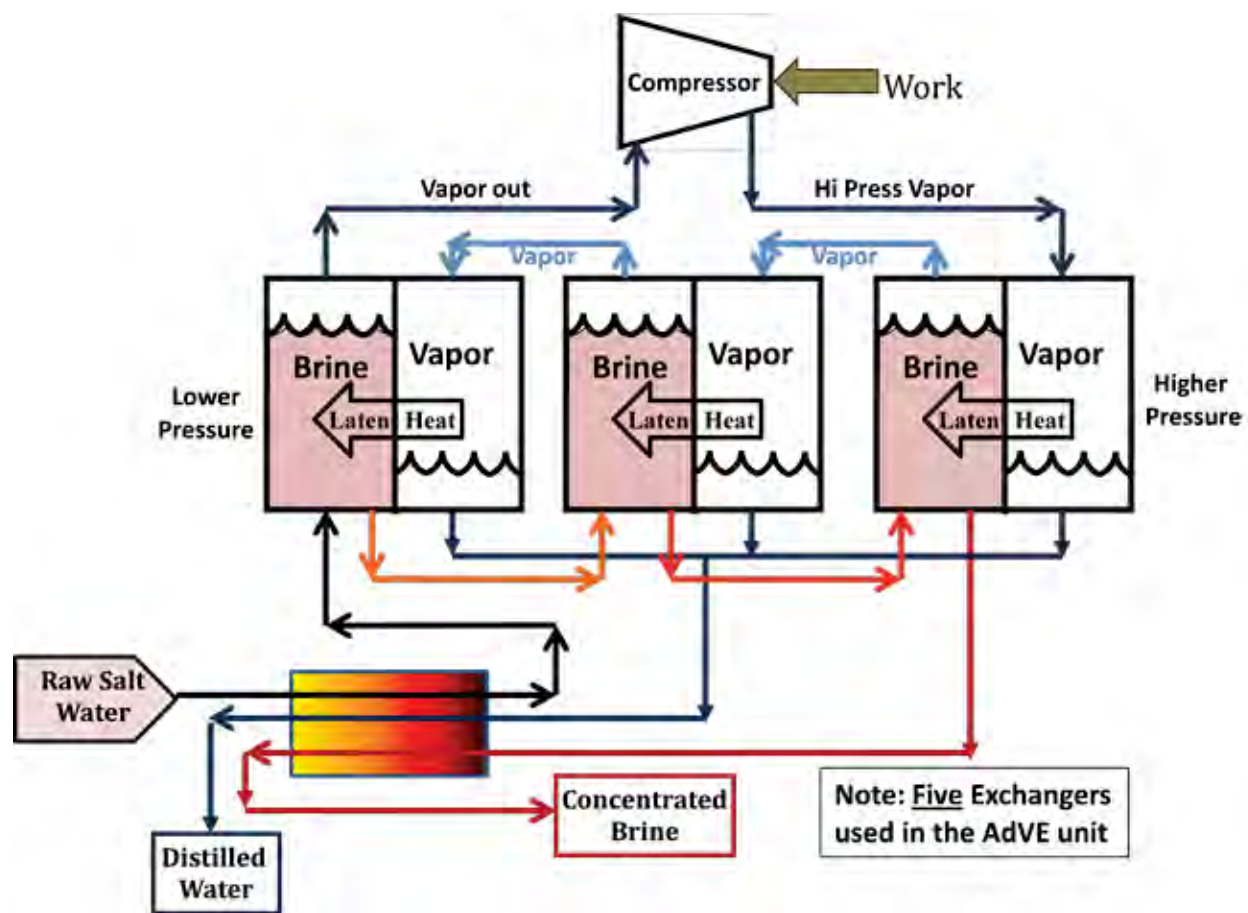 Compressor
Work
Vapor out
Hi Press Vapor
Vapor
Vapor
Brine
Vapor
Brine
Vapor
Brine
Vapor
Lower
Pressure
Laten Heat
Laten Heat
Laten Heat
Higher
Pressure
Raw Salt
Water
Concentrated
Brine
Note: Five Exchangers
used in the AdVE unit
Distilled
Water